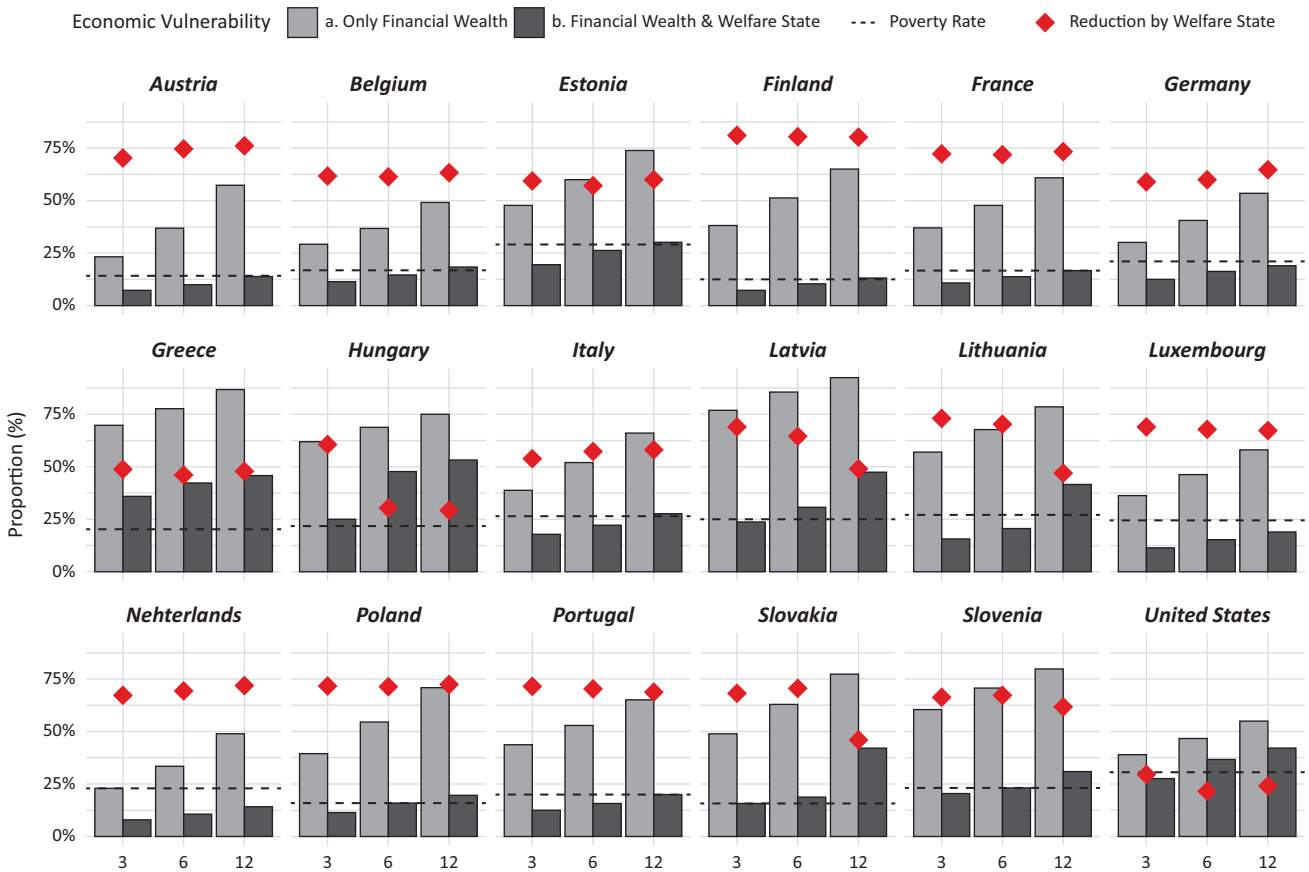 Economic Vulnerability a. Only Financial Wealth b. Financial Wealth & Welfare State Poverty Rate Reduction by Welfare State
Austria Belgium Estonia Finland France Germany
75%
50%
25%
0%
Greece Hungary Italy Latvia Lithuania Luxembourg
75%
50%
25%
0%
Proportion (%)
Nehterlands Poland Portugal Slovakia Slovenia United States
75%
50%
25%
0%
3 6 12 3 6 12 3 6 12 3 6 12 3 6 12 3 6 12